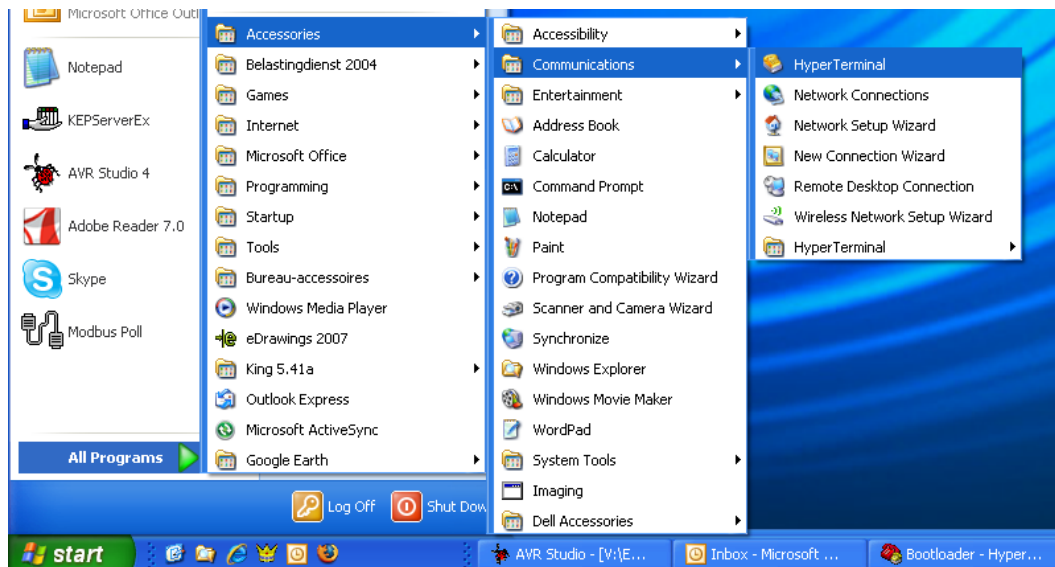 Microsoft Office Outl
Notepad
KEPServerEx
AVR Studio 4
Adobe Reader 7.0
Skype
Modbus Poll
All Programs
Accessories
Belastingdienst 2004
Games
Internet
Microsoft Office
Programming
Startup
Tools
Bureau-accessoires
Windows Media Player
eDrawings 2007
King 5.41a
Outlook Express
Microsoft ActiveSync
Google Earth
Accessibility
Communications
Entertainment
Address Book
Calculator
Command Prompt
Notepad
Paint
Program Compatibility Wizard
Scanner and Camera Wizard
Synchronize
Windows Explorer
Windows Movie Maker
WordPad
System Tools
Imaging
Dell Accessories
HyperTerminal
Network Connections
Network Setup Wizard
New Connection Wizard
Remote Desktop Connection
Wireless Network Setup Wizard
HyperTerminal
Log Off
Shut Dow
start
AVR Studio - [V:\E...
Inbox - Microsoft ...
Bootloader - Hyper...